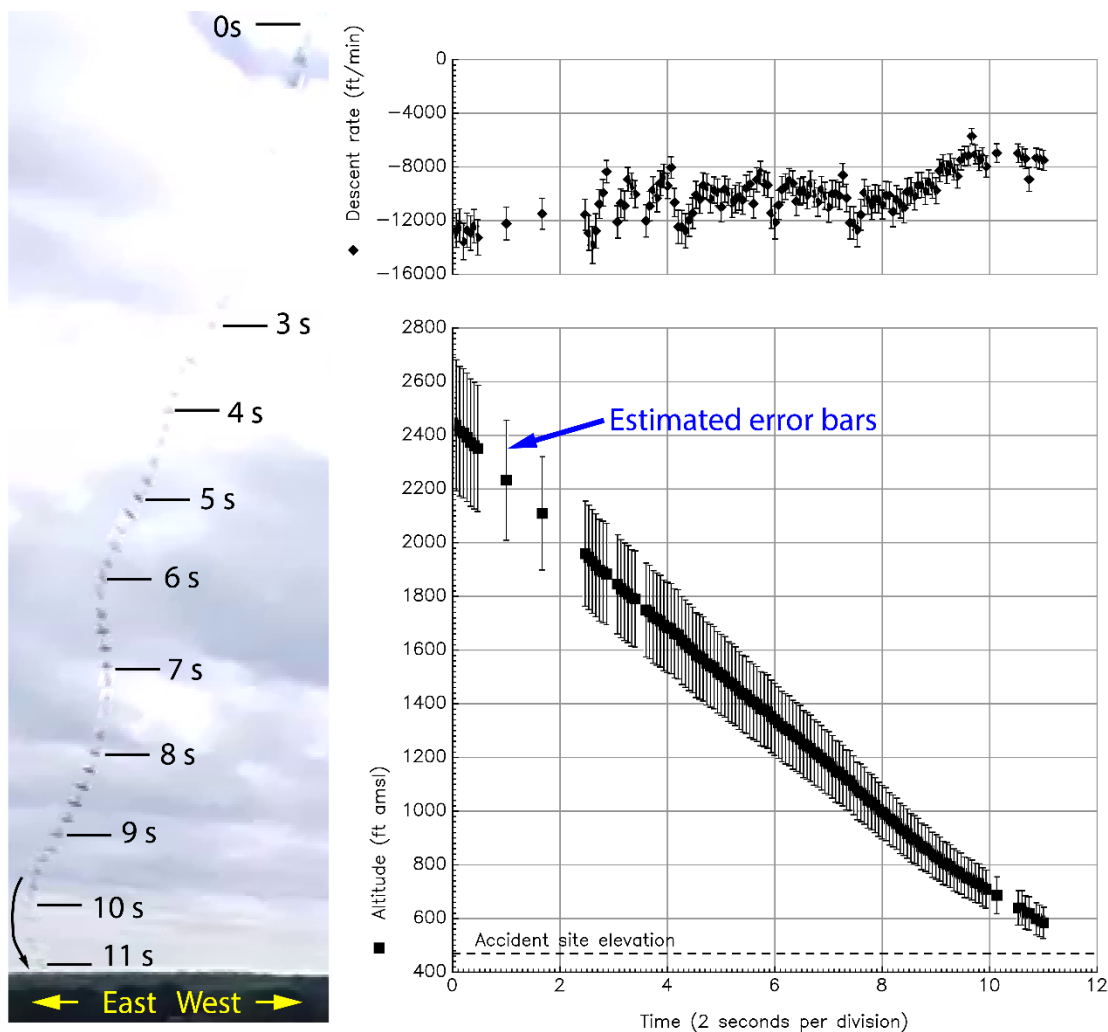 0s
3 s
4 s
5 s
6 s
7 s
8 s
9 s
10 s
11 s
East West
Descent rate (ft/min)
0
−4000
−8000
−12000
−16000
Altitude (ft amsl)
2800
2600
2400
2200
2000
1800
1600
1400
1200
1000
800
600
400
Estimated error bars
Accident site elevation
0 2 4 6 8 10 12
Time (2 seconds per division)